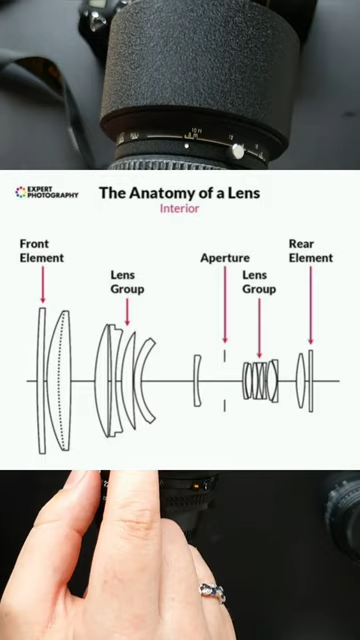 EXPERT
PHOTOGRAPHY
The Anatomy of a Lens
Interior
Front
Element
Lens
Group
Aperture
Lens
Group
Rear
Element